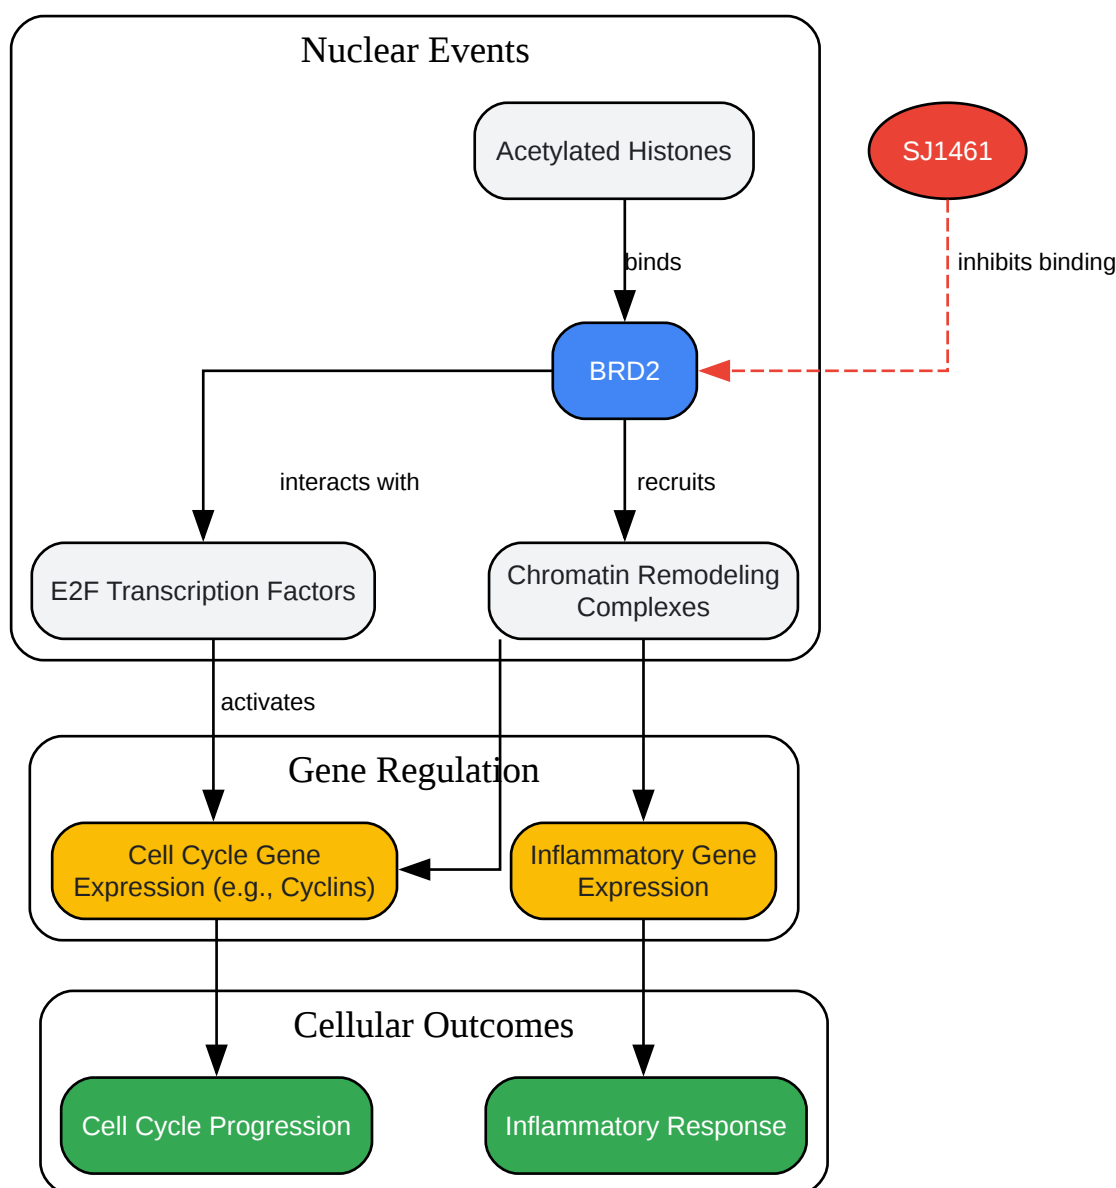 Nuclear Events
Acetylated Histones
SJ1461
binds
inhibits binding
BRD2
interacts with
recruits
E2F Transcription Factors
Chromatin Remodeling
Complexes
activates
Gene Regulation
Cell Cycle Gene
Expression (e.g., Cyclins)
Inflammatory Gene
Expression
Cellular Outcomes
Cell Cycle Progression
Inflammatory Response